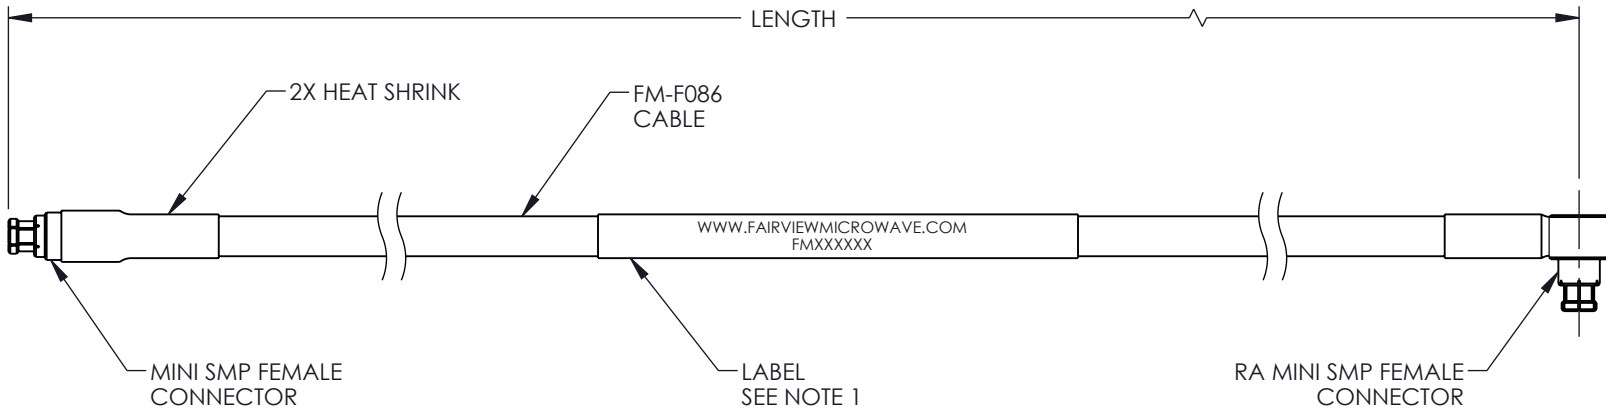 LENGTH
2X HEAT SHRINK
FM-F086
CABLE
WWW.FAIRVIEWMICROWAVE.COM
FMXXXXXX
MINI SMP FEMALE
CONNECTOR
LABEL
SEE NOTE 1
RA MINI SMP FEMALE
CONNECTOR